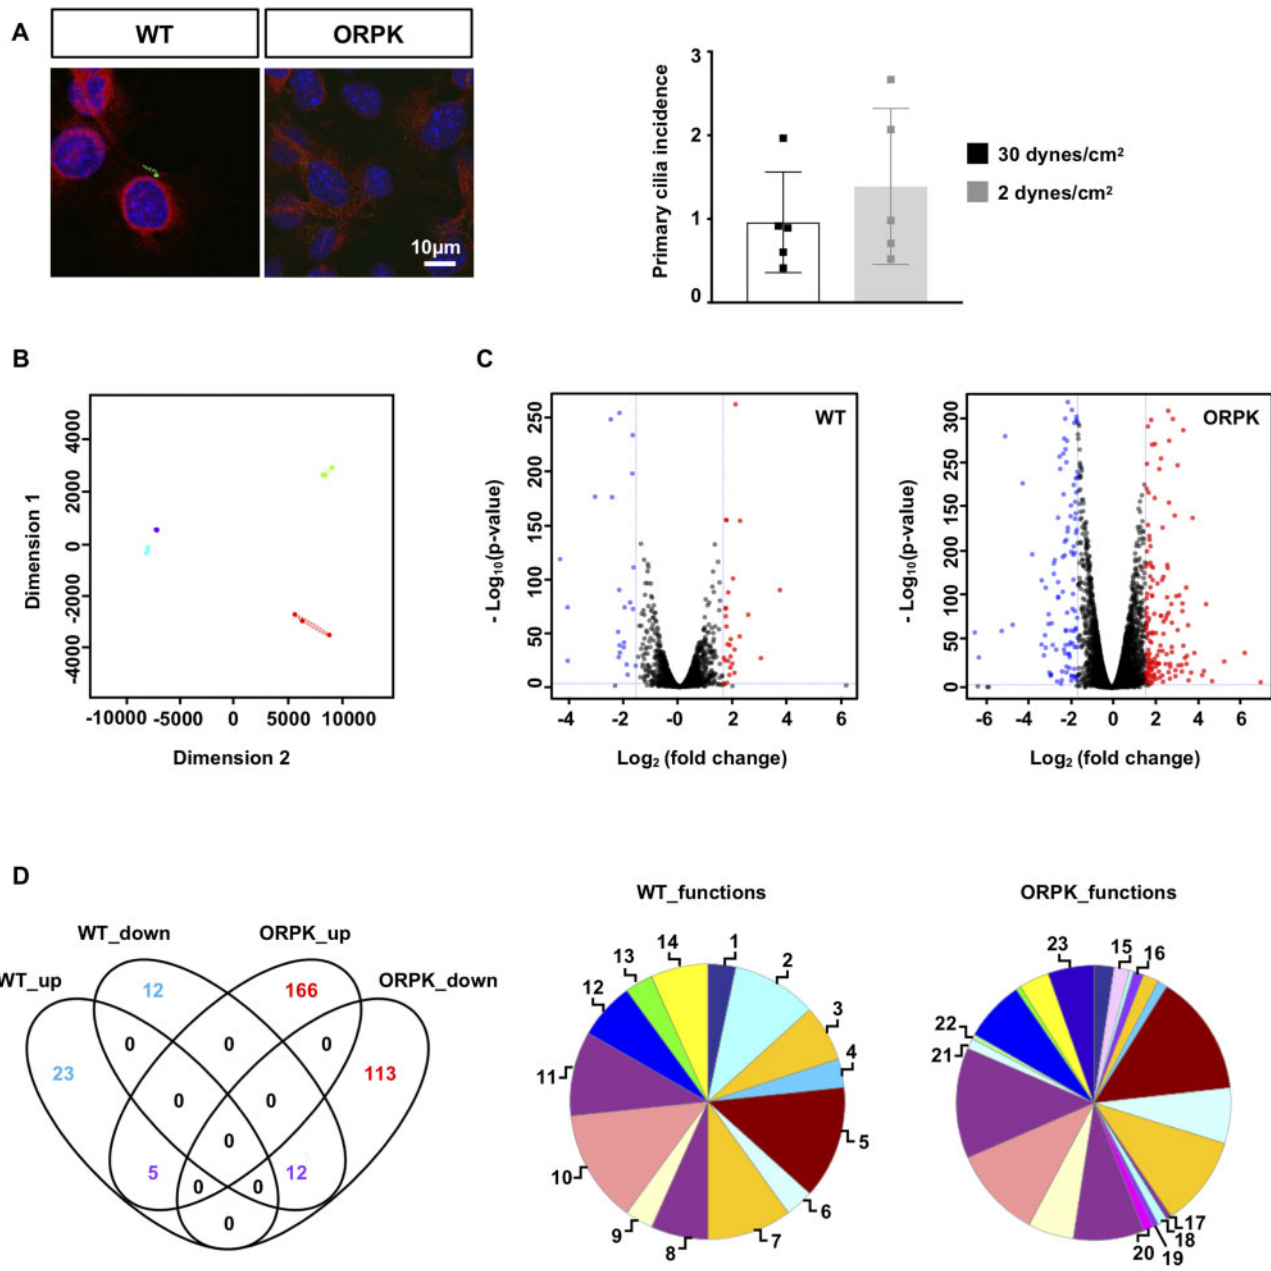 A
WT
ORPK
10µm
Primary cilia incidence
3
2
1
0
30 dynes/cm²
2 dynes/cm²
B
Dimension 1
4000
2000
0
-2000
-4000
-10000 -5000 0 5000 10000
Dimension 2
C
- Log₁₀(p-value)
250
200
150
100
50
0
WT
-4 -2 -0 2 4 6
Log₂ (fold change)
- Log₁₀(p-value)
300
250
150
200
100
50
0
ORPK
-6 -4 -2 0 2 4 6
Log₂ (fold change)
D
WT_up
WT_down
ORPK_up
ORPK_down
12
166
0 0 0
23
113
0 0
0
5
12
0 0
0
WT_functions
1
2
3
4
5
6
7
8
9
10
11
12
13
14
ORPK_functions
15
16
17
18
19
20
21
22
23